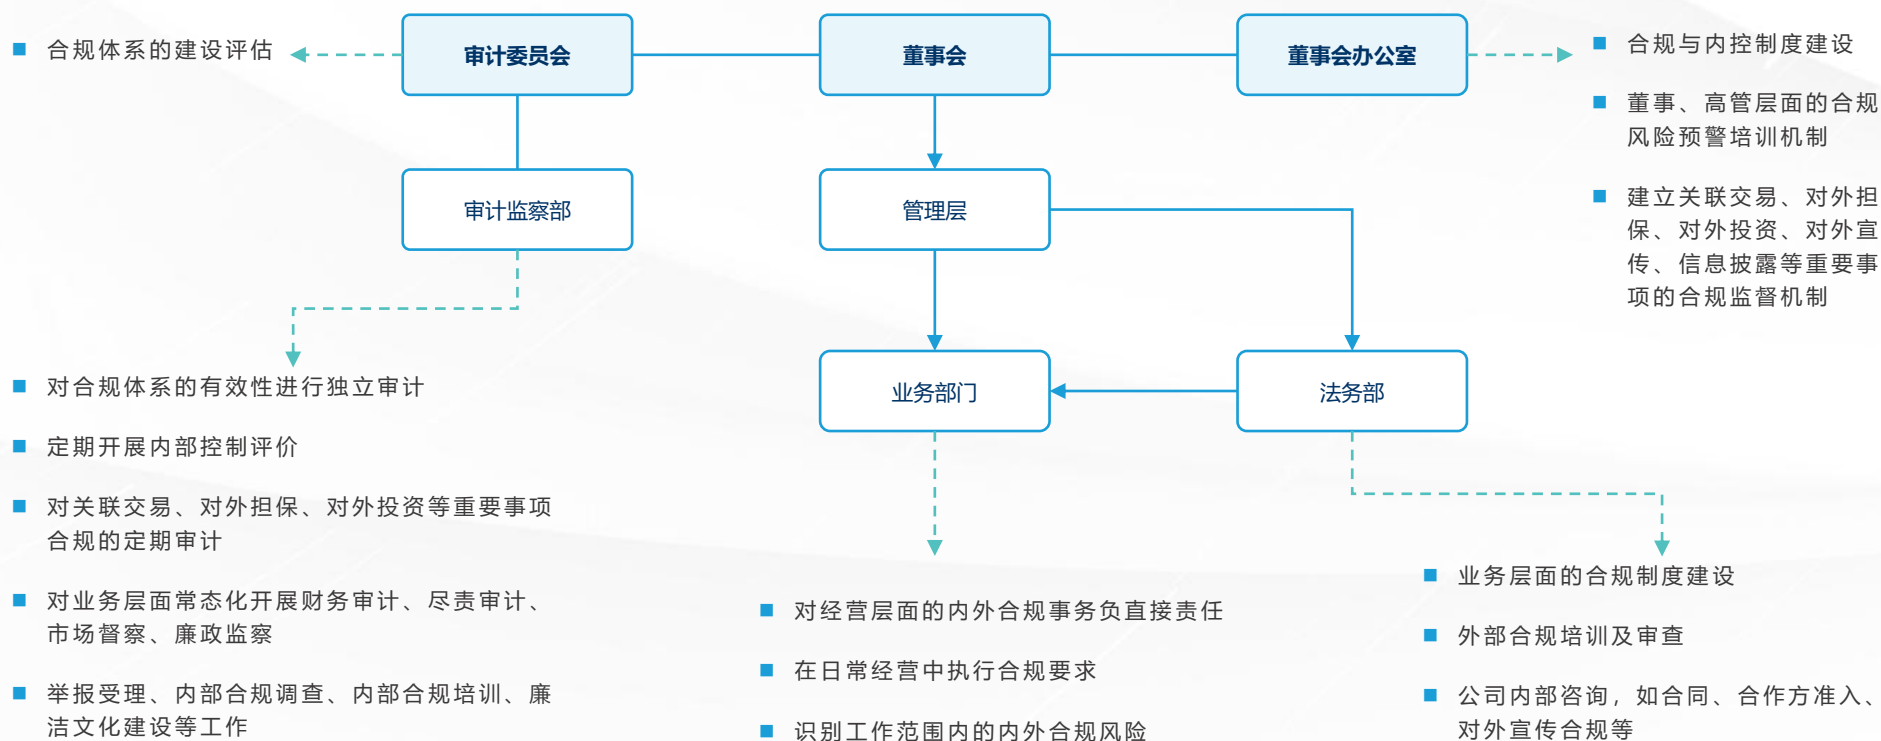 合规体系的建设评估
审计委员会
董事会
董事会办公室
合规与内控制度建设
董事、高管层面的合规
风险预警培训机制
建立关联交易、对外担
保、对外投资、对外宣
传、信息披露等重要事
项的合规监督机制
审计监察部
管理层
业务部门
法务部
对合规体系的有效性进行独立审计
定期开展内部控制评价
对关联交易、对外担保、对外投资等重要事项
合规的定期审计
对业务层面常态化开展财务审计、尽责审计、
市场督察、廉政监察
举报受理、内部合规调查、内部合规培训、廉
洁文化建设等工作
对经营层面的内外合规事务负直接责任
在日常经营中执行合规要求
识别工作范围内的内外合规风险
业务层面的合规制度建设
外部合规培训及审查
公司内部咨询，如合同、合作方准入、
对外宣传合规等